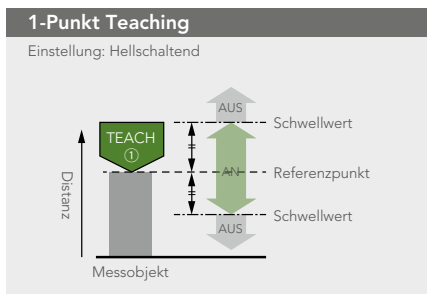 1-Punkt Teaching
Einstellung: Hellschaltend
AUS
Schwellwert
TEACH
①
AN
Referenzpunkt
Distanz
Schwellwert
AUS
Messobjekt